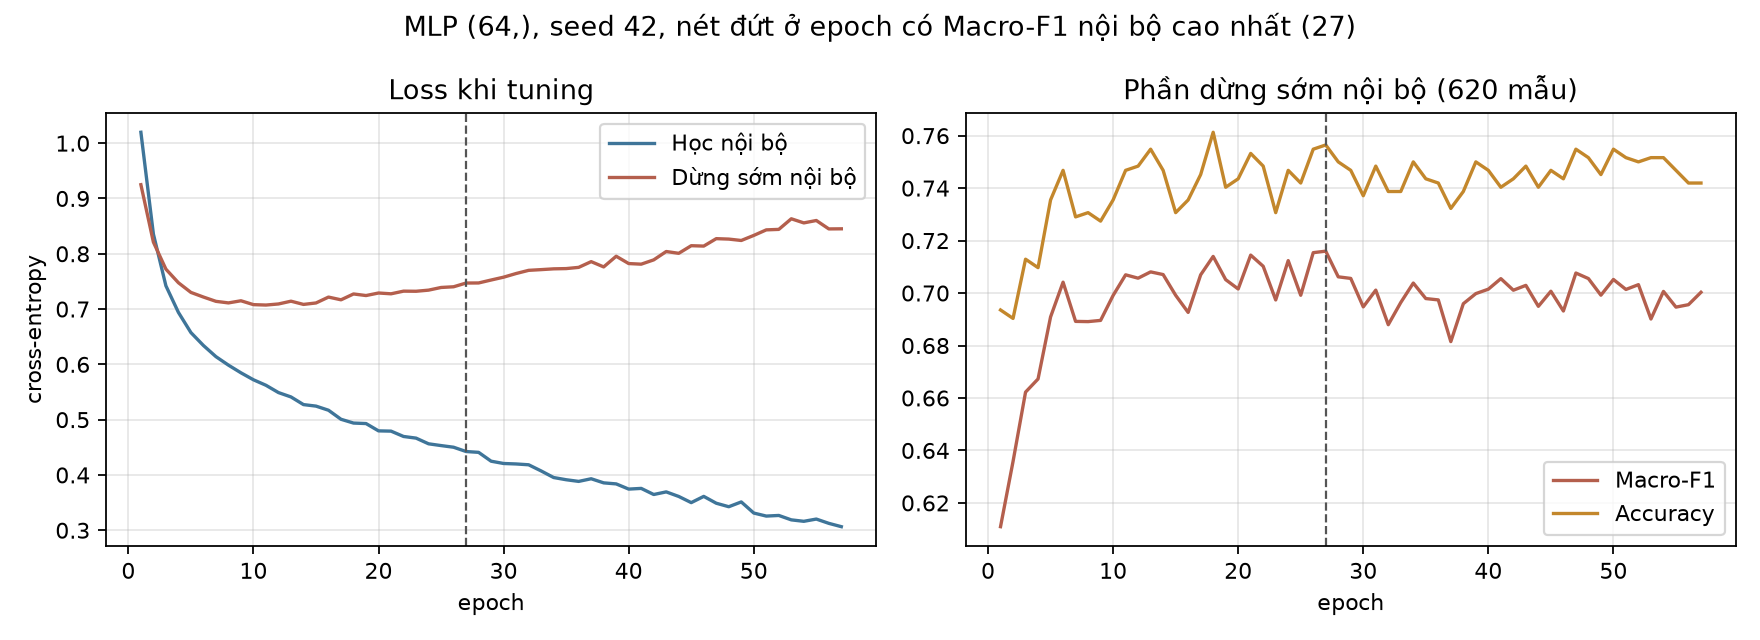 MLP (64,), seed 42, nét đứt ở epoch có Macro-F1 nội bộ cao nhất (27)
Loss khi tuning
cross-entropy
1.0
0.9
0.8
0.7
0.6
0.5
0.4
0.3
Học nội bộ
Dừng sớm nội bộ
0 10 20 30 40 50
epoch
Phần dừng sớm nội bộ (620 mẫu)
0.76
0.74
0.72
0.70
0.68
0.66
0.64
0.62
Macro-F1
Accuracy
0 10 20 30 40 50
epoch